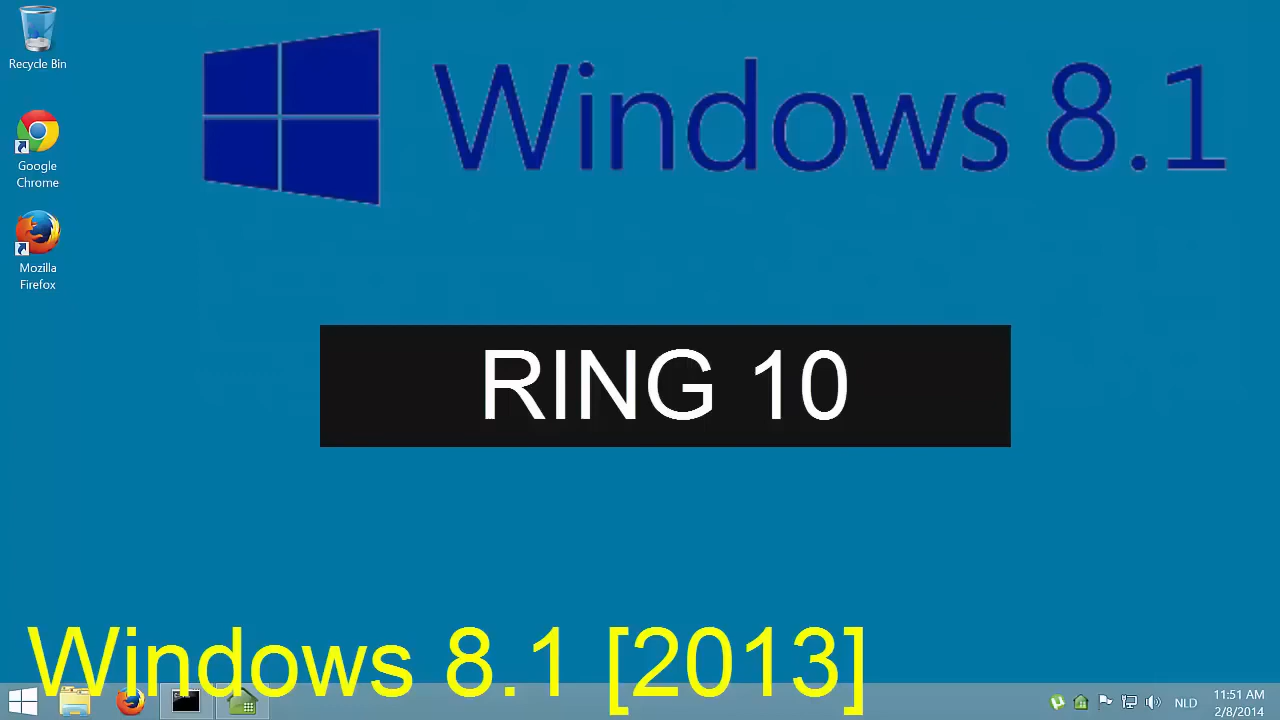 Recycle Bin
Windows 8.1
Google
Chrome
Mozilla
Firefox
RING 10
Windows 8.1 [2013]
NLD
11:51 AM
2/8/2014